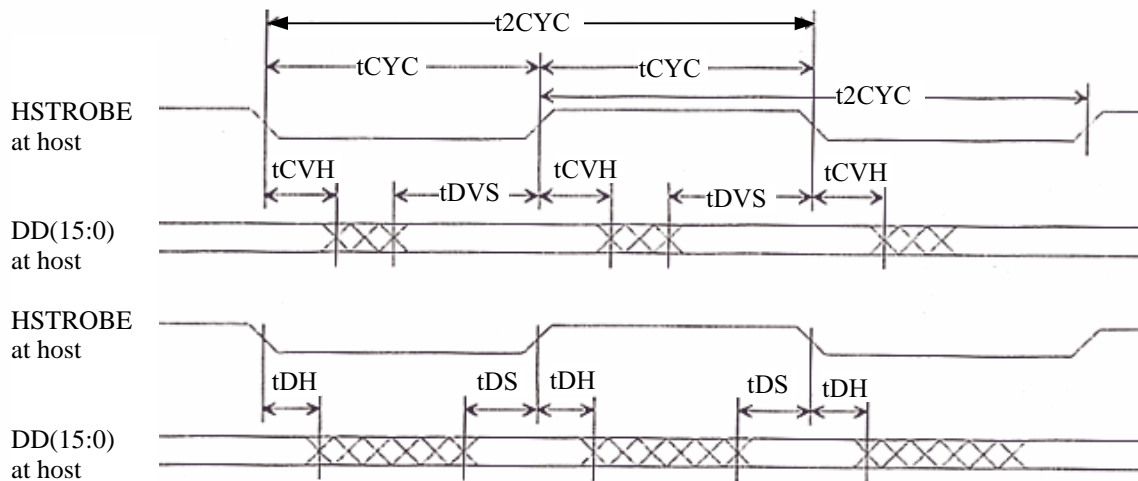 t2CYC
tCYC tCYC
t2CYC
HSTROBE
at host
tCVH tDVS tCVH tDVS tCVH
DD(15:0)
at host
HSTROBE
at host
tDH tDS tDH tDS tDH
DD(15:0)
at host